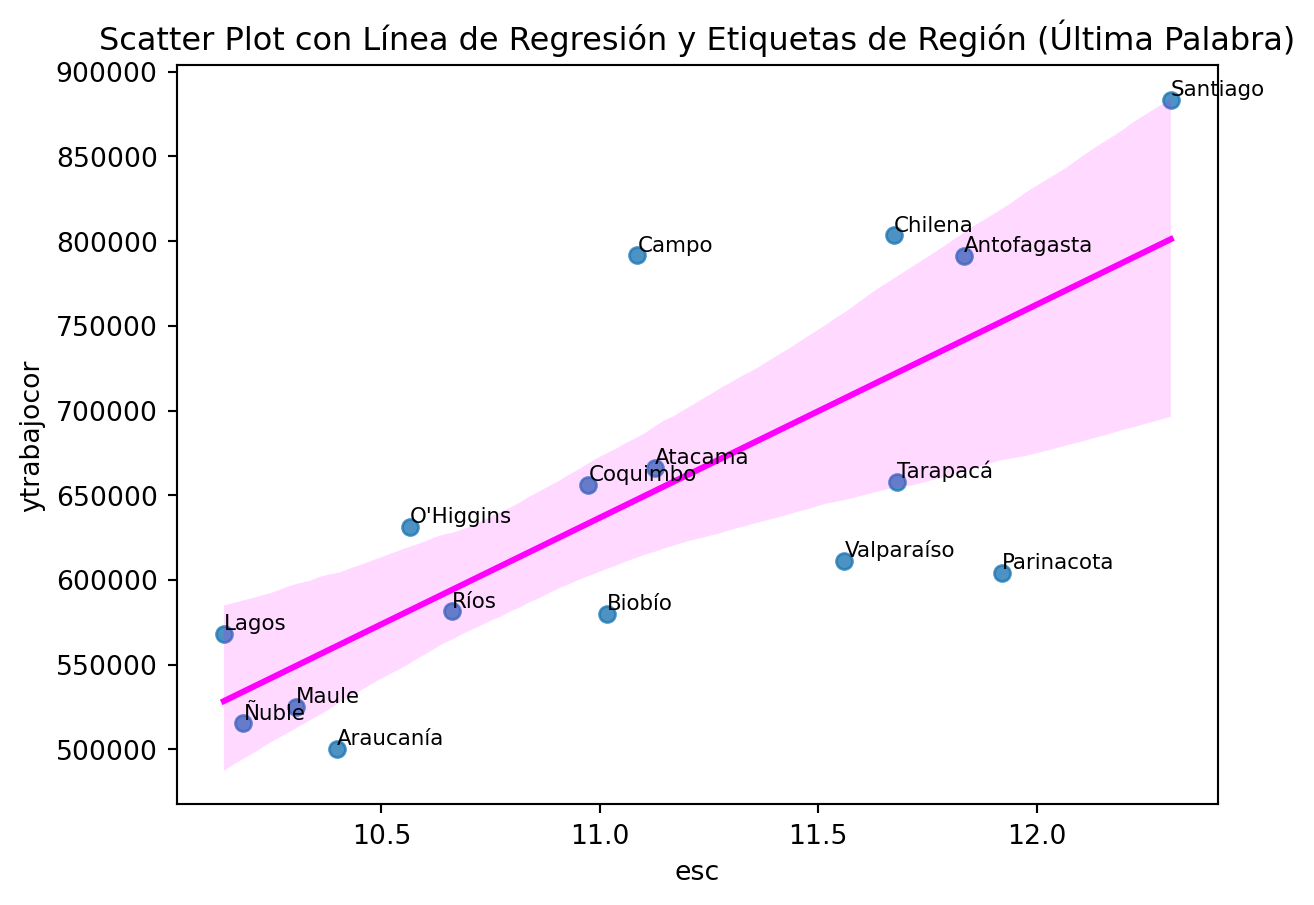 Scatter Plot con Línea de Regresión y Etiquetas de Región (Última Palabra)
900000
850000
800000
750000
700000
650000
600000
550000
500000
ytrabajocor
Santiago
Chilena
Campo
Antofagasta
Atacama
Coquimbo
Tarapacá
O'Higgins
Valparaíso
Parinacota
Ríos
Biobío
Lagos
Maule
Ñuble
Araucanía
10.5
11.0
11.5
12.0
esc